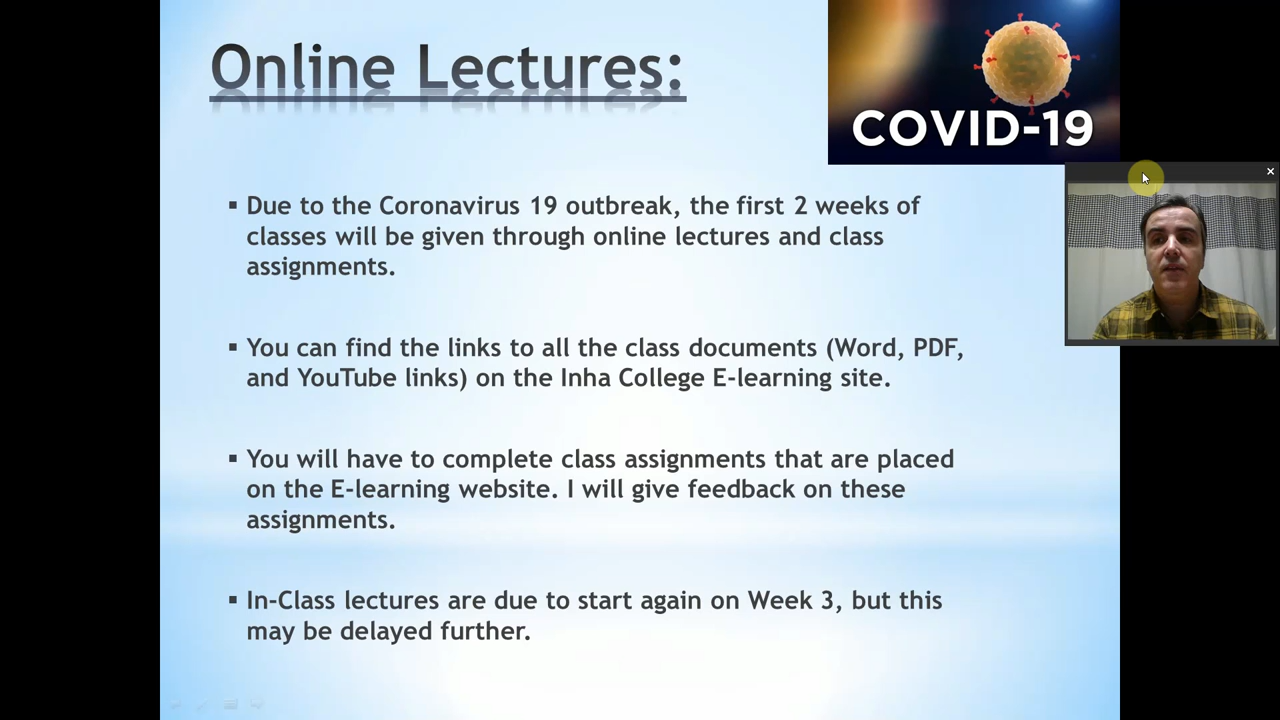 Online Lectures:
COVID-19
▪ Due to the Coronavirus 19 outbreak, the first 2 weeks of
classes will be given through online lectures and class
assignments.
▪ You can find the links to all the class documents (Word, PDF,
and YouTube links) on the Inha College E-learning site.
▪ You will have to complete class assignments that are placed
on the E-learning website. I will give feedback on these
assignments.
▪ In-Class lectures are due to start again on Week 3, but this
may be delayed further.